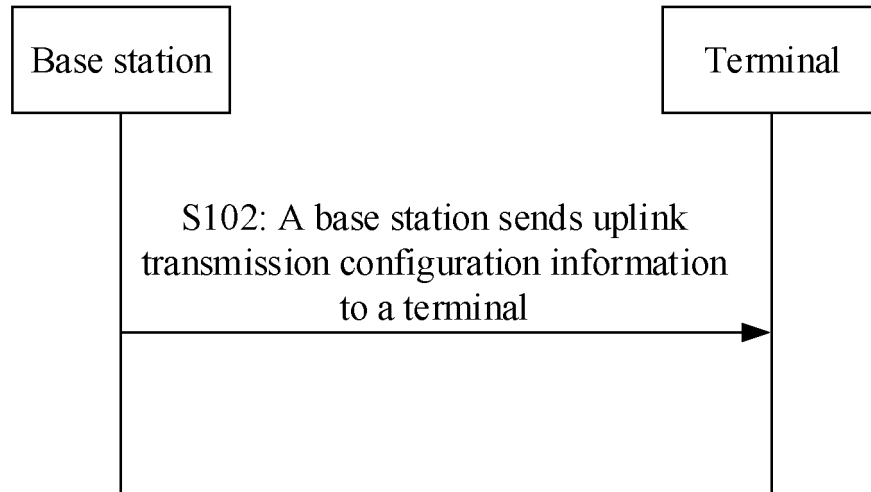 Base station
Terminal
S102: A base station sends uplink
transmission configuration information
to a terminal